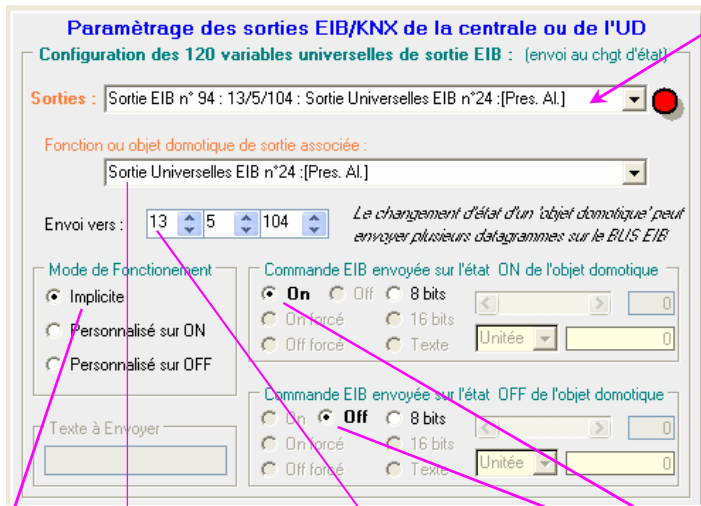 Paramètrage des sorties EIB/KNX de la centrale ou de l'UD
Configuration des 120 variables universelles de sortie EIB : (envoi au chgt d'état)
Sorties : Sortie EIB n° 94 : 13/5/104 : Sortie Universelles EIB n°24 :[Pres. Al.]
Fonction ou objet domotique de sortie associée :
Sortie Universelles EIB n°24 :[Pres. Al.]
Envoi vers : 13 5 104
Le changement d'état d'un 'objet domotique' peut
envoyer plusieurs datagrammes sur le BUS EIB
Mode de Fonctionement
Implicite
Personnalisé sur ON
Personnalisé sur OFF
Commande EIB envoyée sur l'état ON de l'objet domotique
On Off 8 bits 0
On forcé 16 bits
Off forcé Texte Unitée 0
Texte à Envoyer
Commande EIB envoyée sur l'état OFF de l'objet domotique
On Off 8 bits 0
On forcé 16 bits
Off forcé Texte Unitée 0